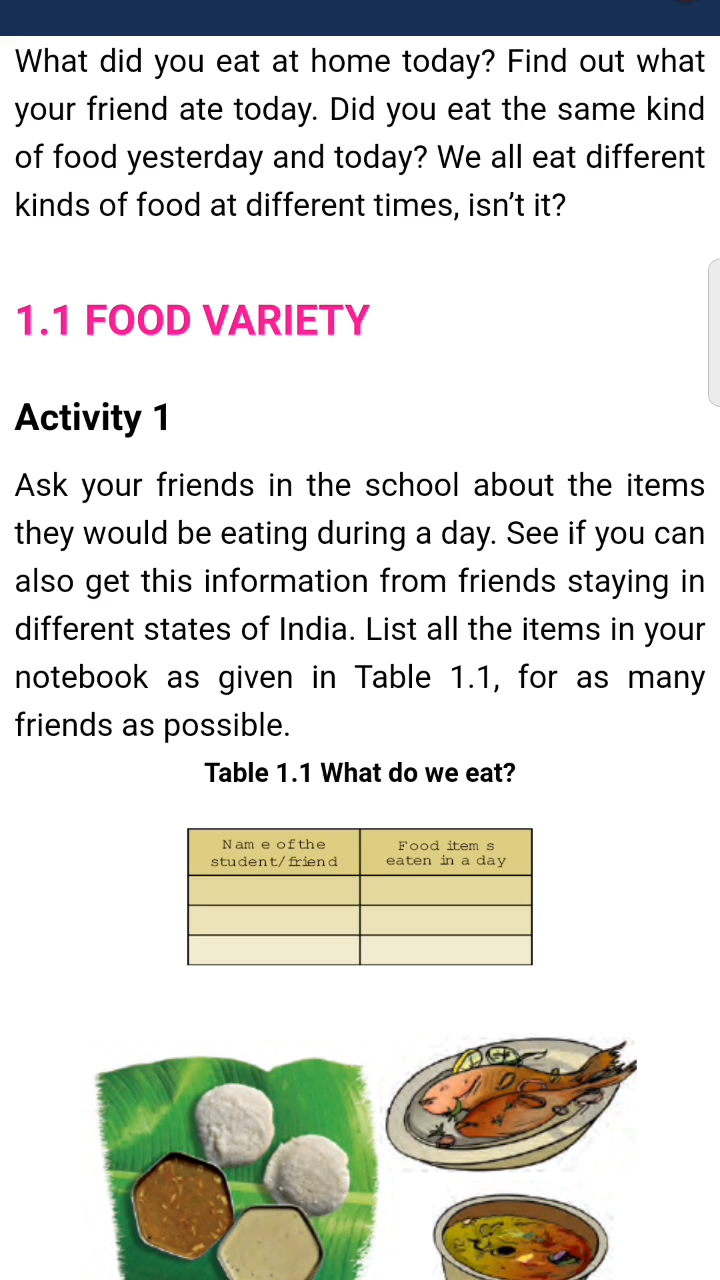 What did you eat at home today? Find out what
your friend ate today. Did you eat the same kind
of food yesterday and today? We all eat different
kinds of food at different times, isn’t it?
1.1 FOOD VARIETY
Activity 1
Ask your friends in the school about the items
they would be eating during a day. See if you can
also get this information from friends staying in
different states of India. List all the items in your
notebook as given in Table 1.1, for as many
friends as possible.
Table 1.1 What do we eat?
Name of the
student/friend
Food items
eaten in a day